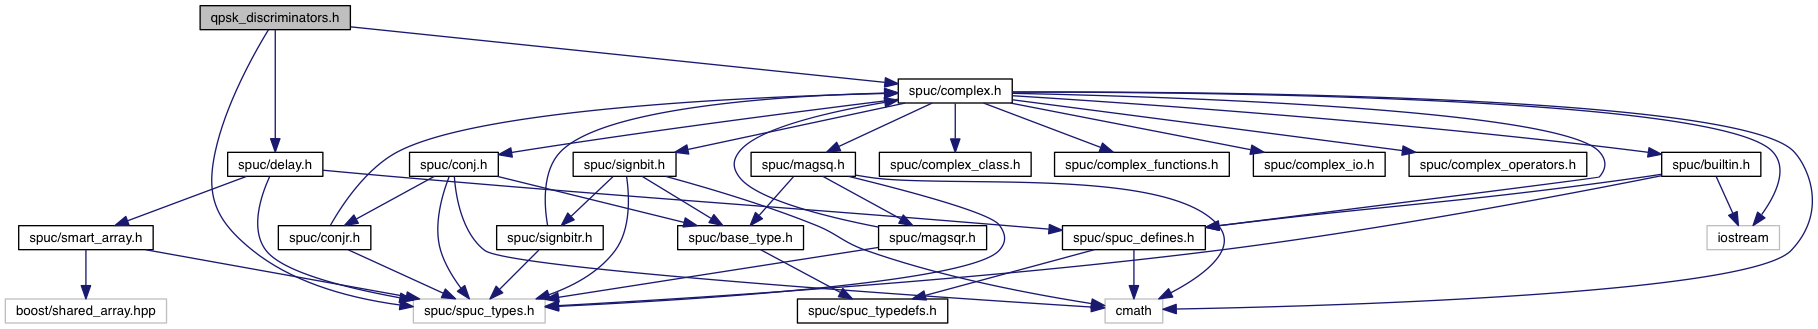 qpsk_discriminators.h
spuc/complex.h
spuc/delay.h
spuc/conj.h
spuc/signbit.h
spuc/magsq.h
spuc/complex_class.h
spuc/complex_functions.h
spuc/complex_io.h
spuc/complex_operators.h
spuc/builtin.h
spuc/smart_array.h
spuc/conjr.h
spuc/signbitr.h
spuc/base_type.h
spuc/magsqr.h
spuc/spuc_defines.h
iostream
boost/shared_array.hpp
spuc/spuc_types.h
spuc/spuc_typedefs.h
cmath